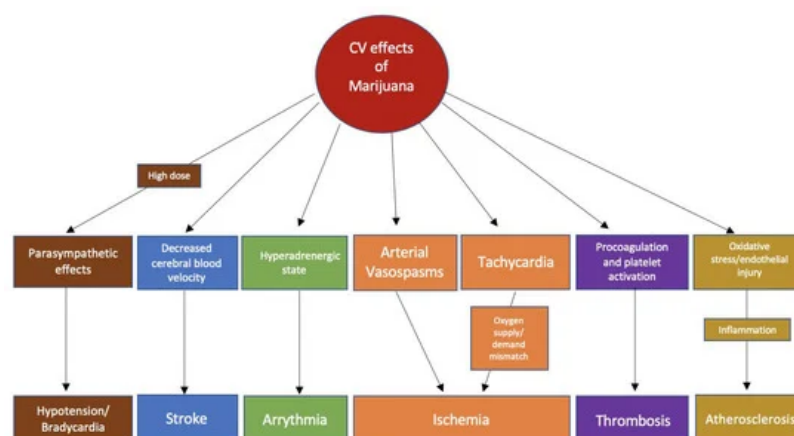 CV effects
of
Marijuana
High dose
Parasympathetic
effects
Decreased
cerebral blood
velocity
Hyperadrenergic
state
Arterial
Vasospasms
Tachycardia
Procoagulation
and platelet
activation
Oxidative
stress/endothelial
injury
Oxygen
supply/
demand
mismatch
Inflammation
Hypotension/
Bradycardia
Stroke
Arrythmia
Ischemia
Thrombosis
Atherosclerosis